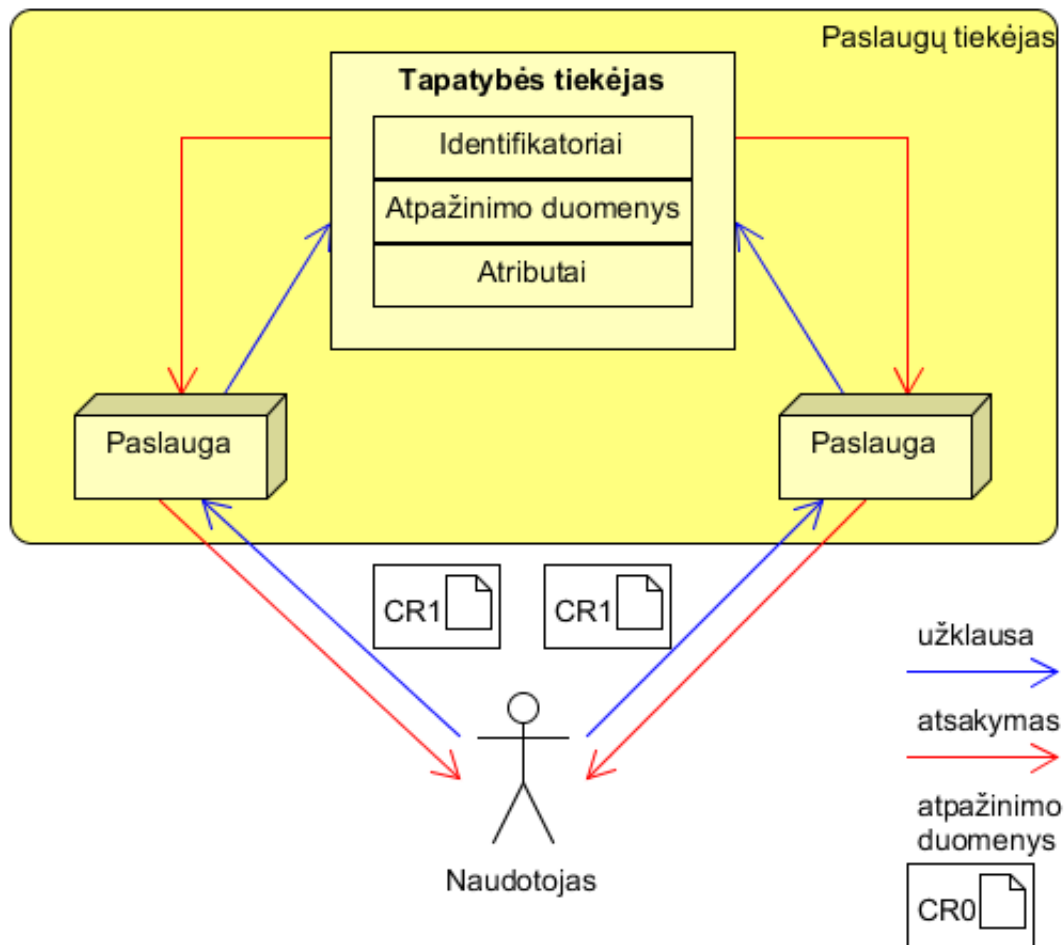 Paslaugų tiekėjas
Tapatybės tiekėjas
Identifikatoriai
Atpažinimo duomenys
Atributai
Paslauga
Paslauga
CR1
CR1
užklausa
atsakymas
atpažinimo
duomenys
CR0
Naudotojas